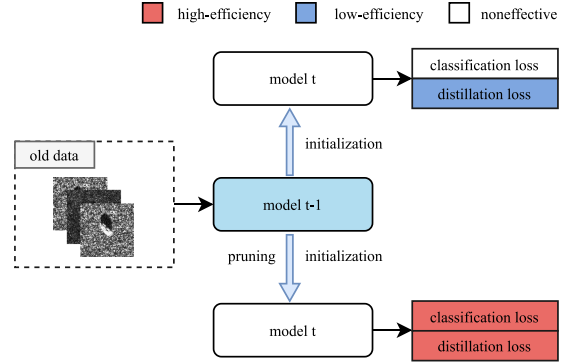 high-efficiency low-efficiency noneffective
model t
classification loss
distillation loss
initialization
old data
model t-1
pruning initialization
model t
classification loss
distillation loss